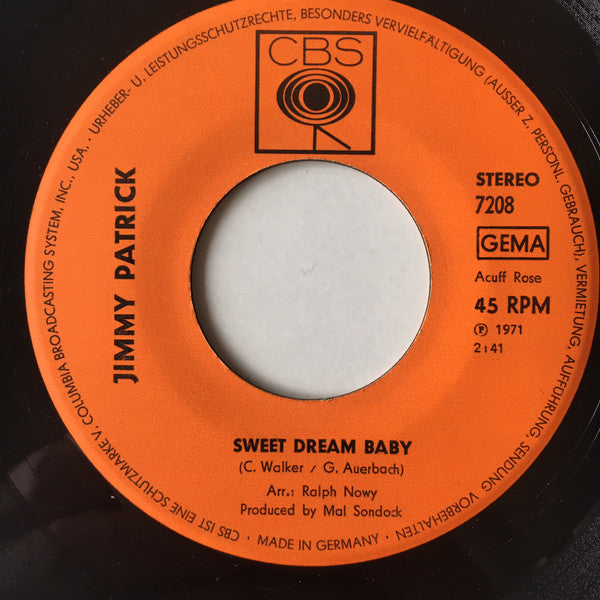 CBS IST EINE SCHUTZMARKE V. COLUMBIA BROADCASTING SYSTEM, INC., USA. · URHEBER- U. LEISTUNGSSCHUTZRECHTE, BESONDERS VERVIELFÄLTIGUNG (AUSSER Z. PERSÖNL. GEBRAUCH), VERMIETUNG, AUFFÜHRUNG, SENDUNG VORBEHALTEN · MADE IN GERMANY ·
CBS
JIMMY PATRICK
STEREO
7208
GEMA
Acuff Rose
45 RPM
Ⓟ 1971
2:41
SWEET DREAM BABY
(C. Walker / G. Auerbach)
Arr.: Ralph Nowy
Produced by Mal Sondock